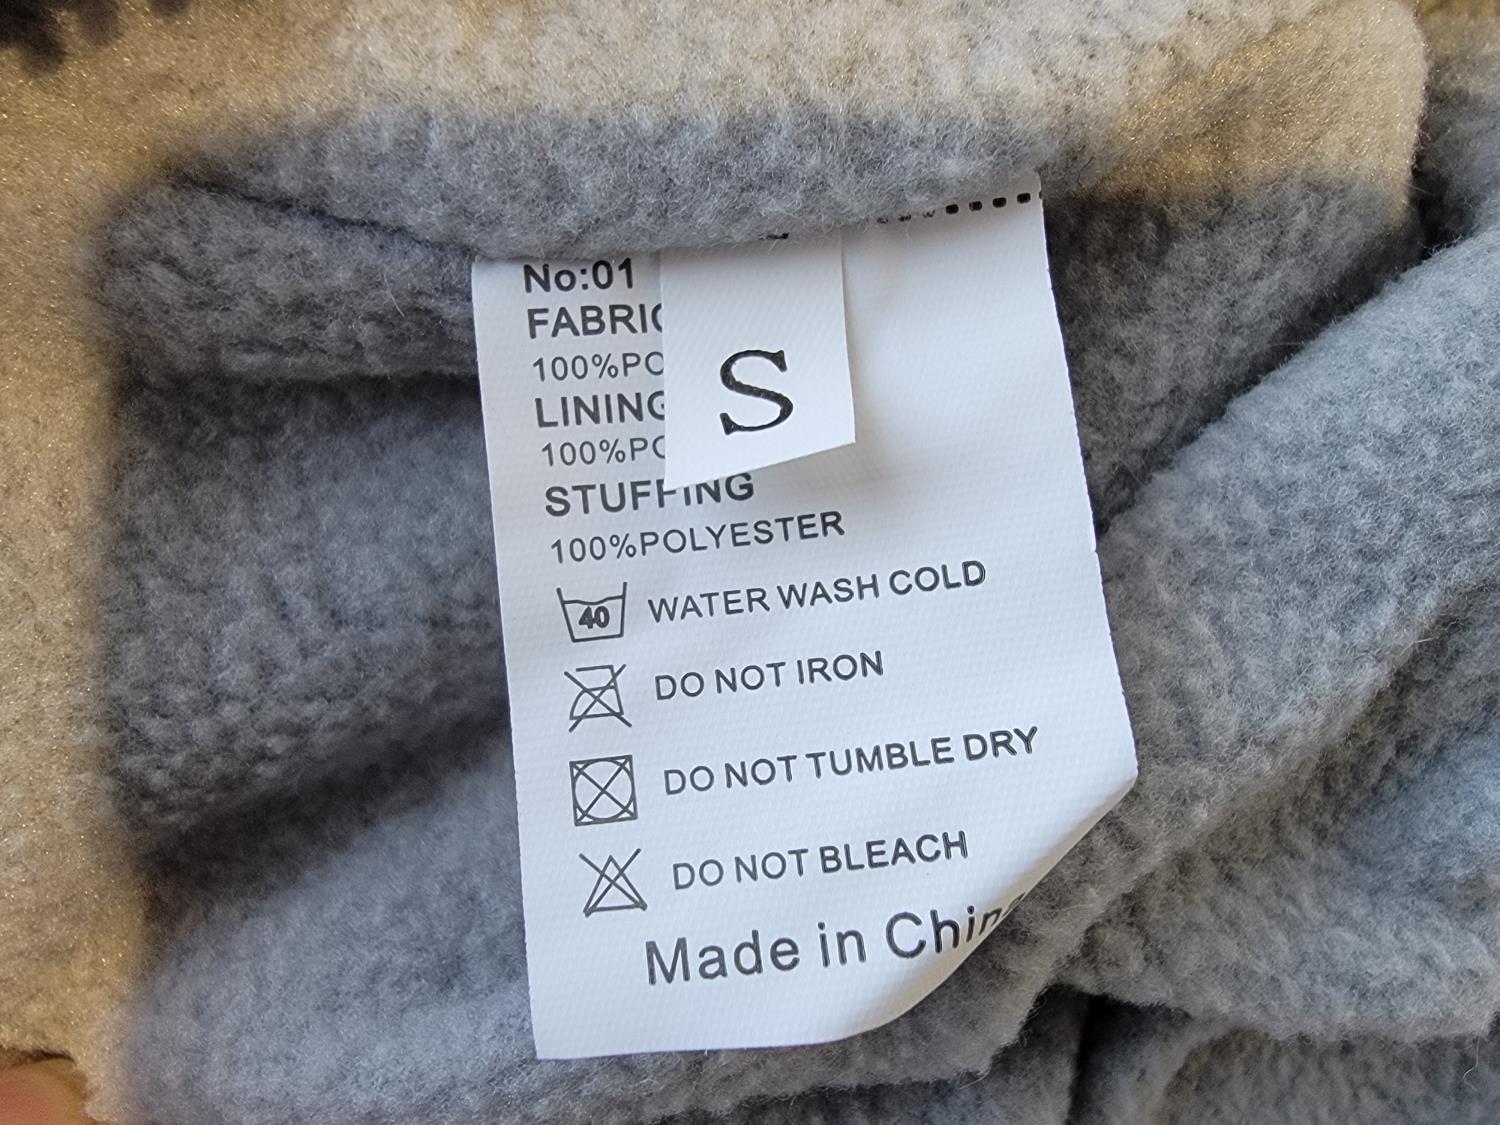 No:01
FABRIC
100%PO
LINING
100%PO
S
STUFFING
100%POLYESTER
40 WATER WASH COLD
DO NOT IRON
DO NOT TUMBLE DRY
DO NOT BLEACH
Made in China